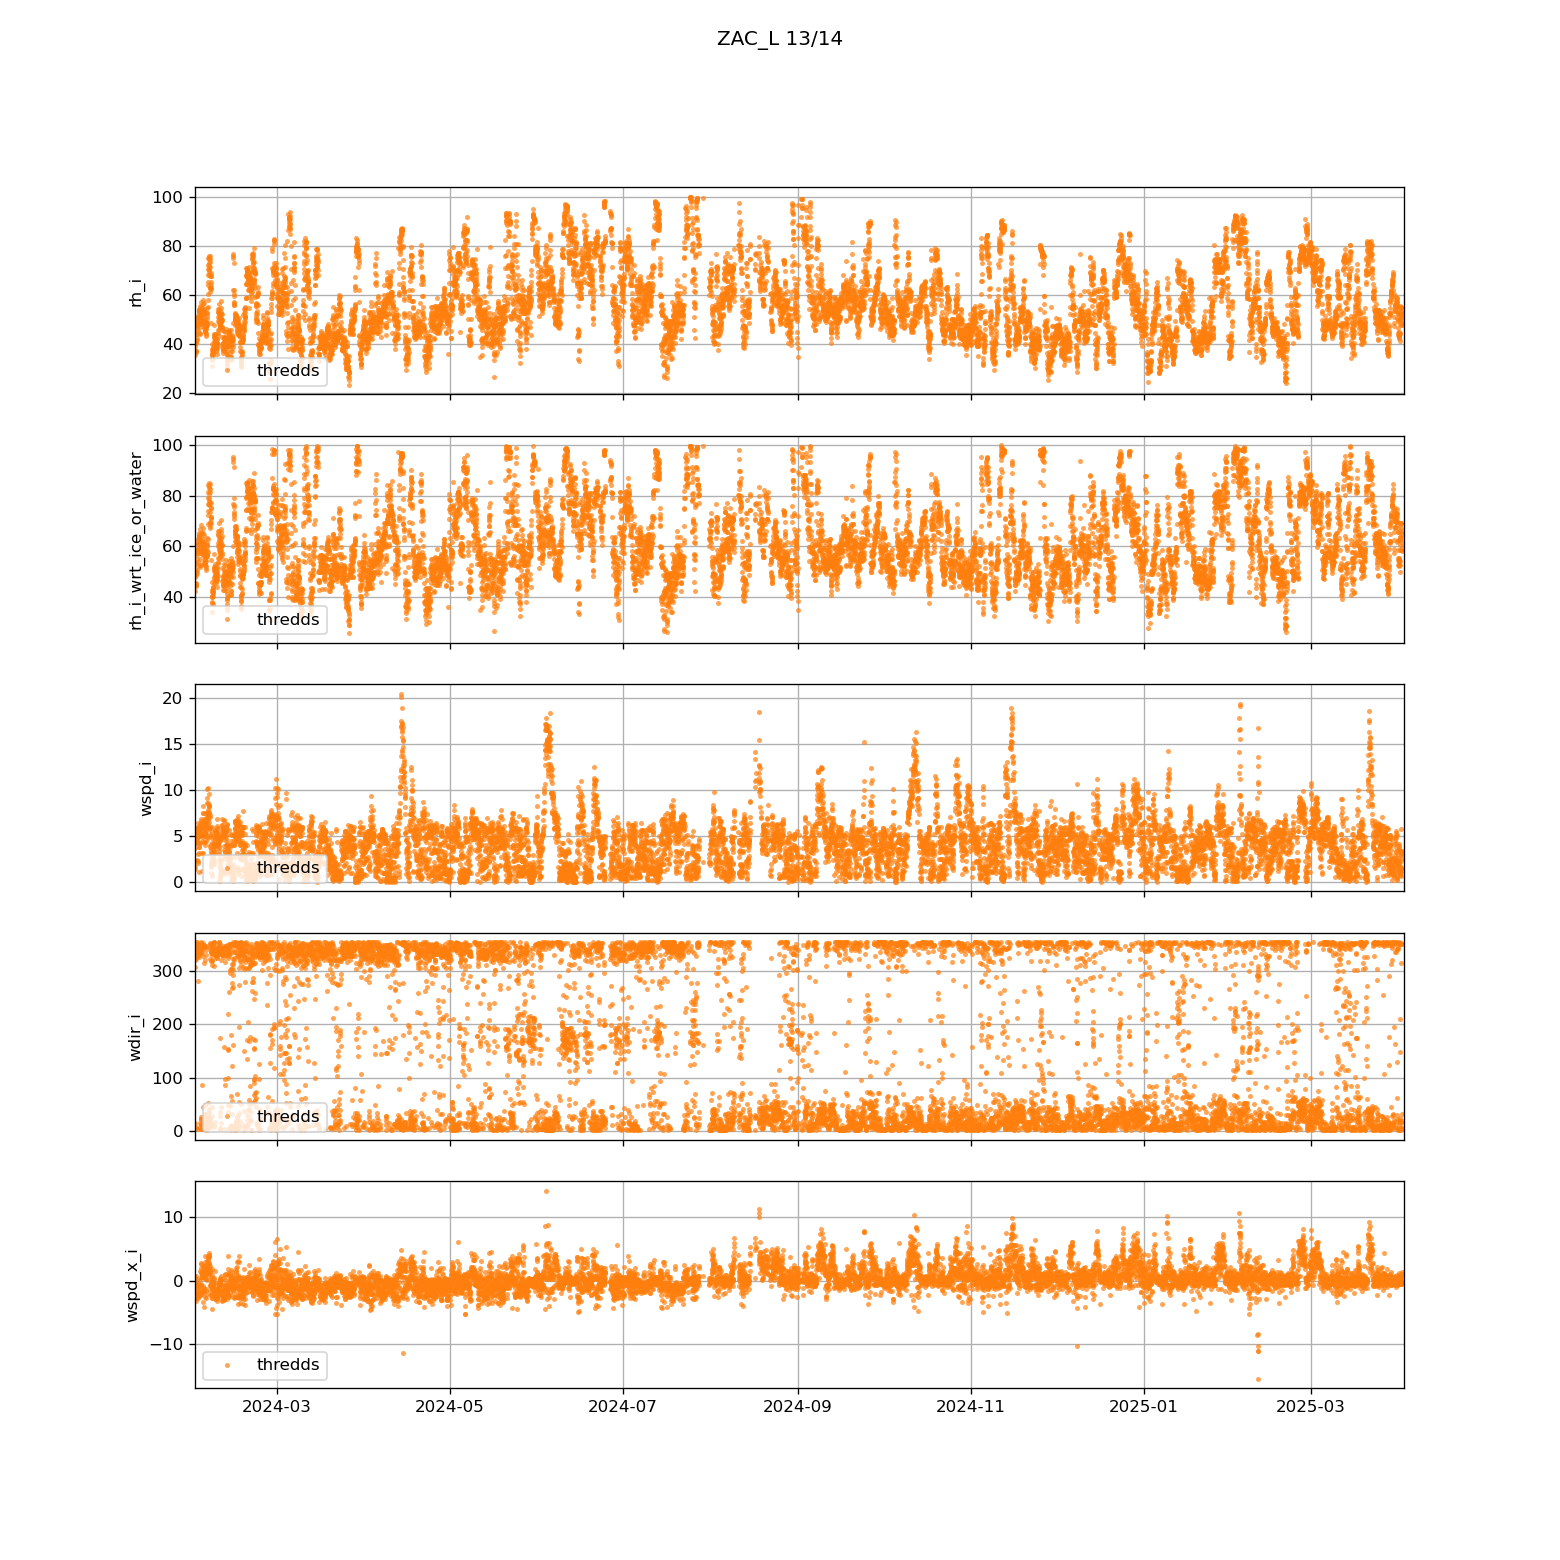 ZAC_L 13/14
100
80
60
40
20
rh_i
thredds
100
80
60
40
rh_i_wrt_ice_or_water
thredds
20
15
10
5
0
wspd_i
thredds
300
200
100
0
wdir_i
thredds
10
0
−10
wspd_x_i
thredds
2024-03 2024-05 2024-07 2024-09 2024-11 2025-01 2025-03